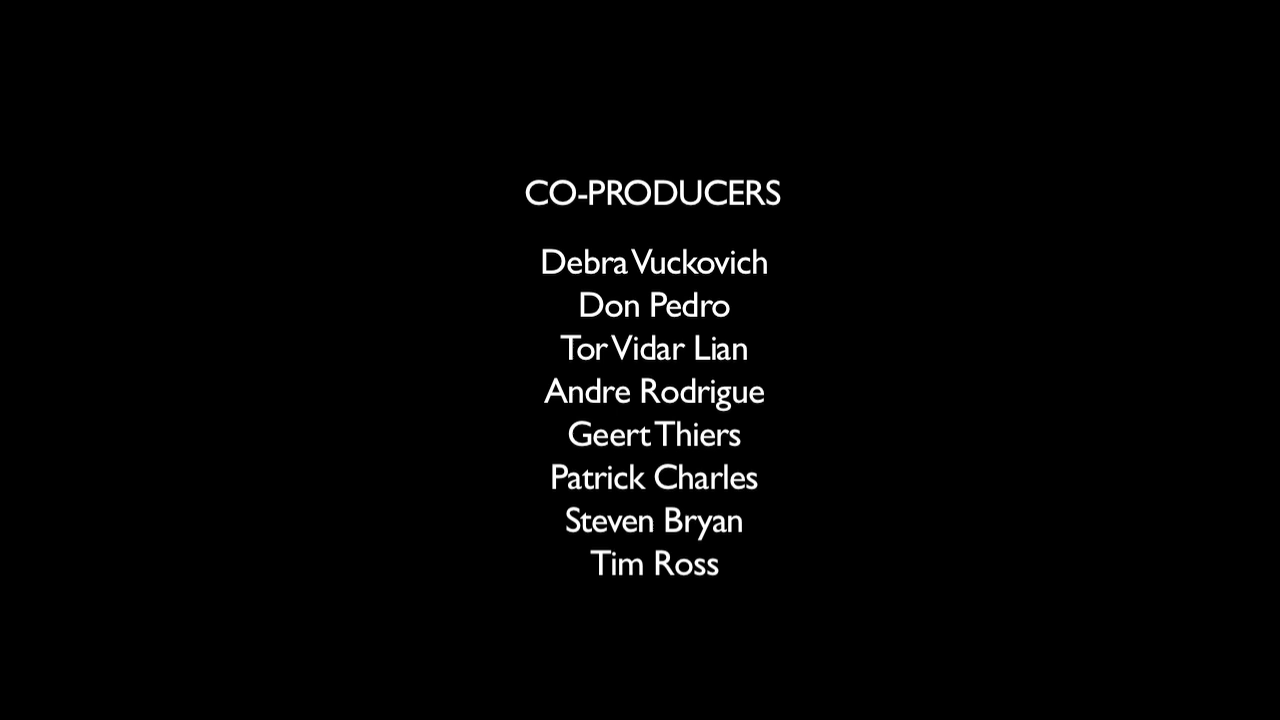 CO-PRODUCERS
Debra Vuckovich
Don Pedro
Tor Vidar Lian
Andre Rodrigue
Geert Thiers
Patrick Charles
Steven Bryan
Tim Ross